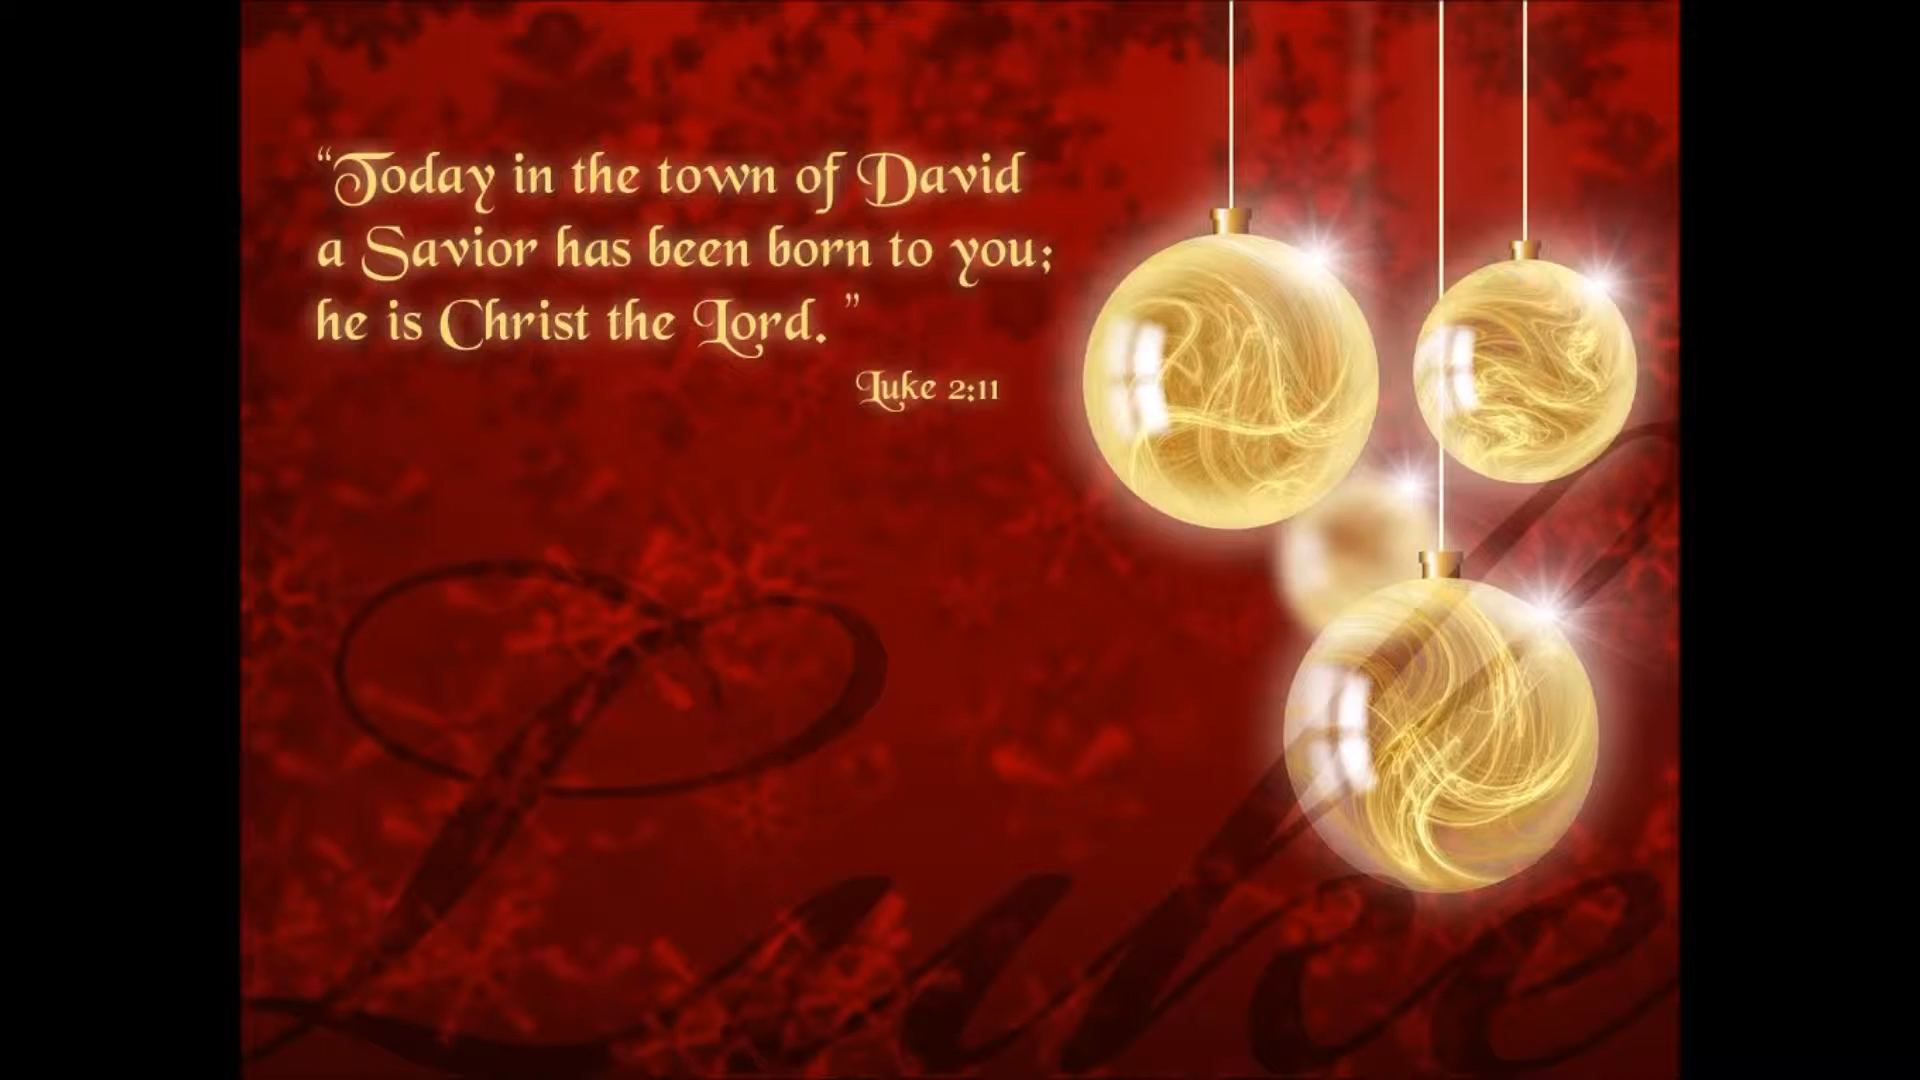 “Today in the town of David
a Savior has been born to you;
he is Christ the Lord.”
Luke 2:11
Luke